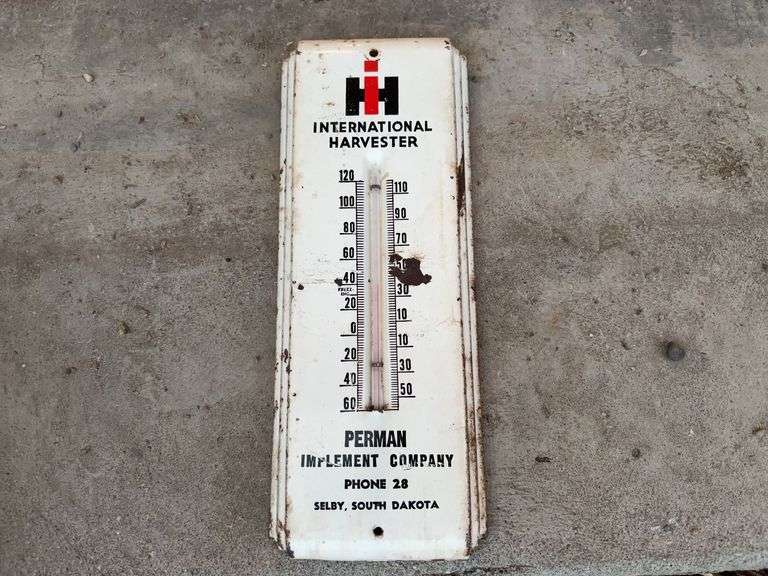 IH
INTERNATIONAL
HARVESTER
120
110
100
90
80
70
60
40
30
20
10
0
10
20
30
40
50
60
PERMAN
IMPLEMENT COMPANY
PHONE 28
SELBY, SOUTH DAKOTA